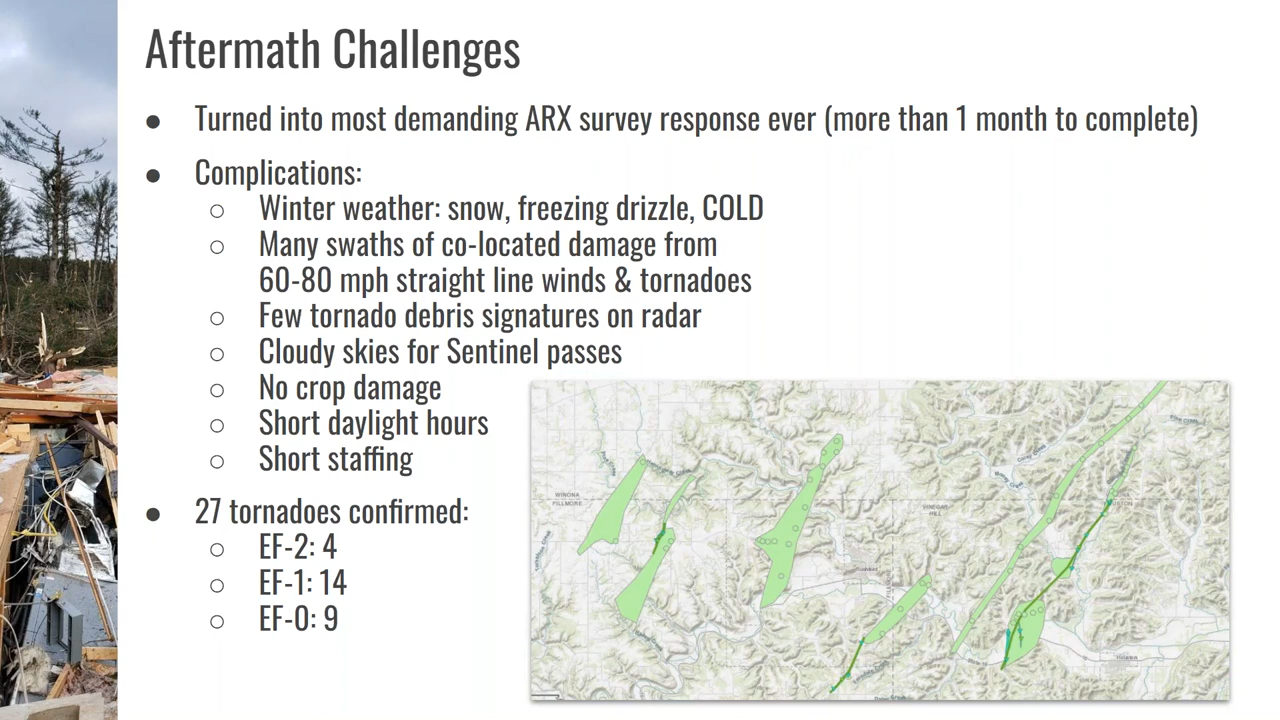 Aftermath Challenges
● Turned into most demanding ARX survey response ever (more than 1 month to complete)
● Complications:
○ Winter weather: snow, freezing drizzle, COLD
○ Many swaths of co-located damage from
60-80 mph straight line winds & tornadoes
○ Few tornado debris signatures on radar
○ Cloudy skies for Sentinel passes
○ No crop damage
○ Short daylight hours
○ Short staffing
● 27 tornadoes confirmed:
○ EF-2: 4
○ EF-1: 14
○ EF-0: 9
WINONA
FILLMORE
VINEGAR
HILL
HOUSTON